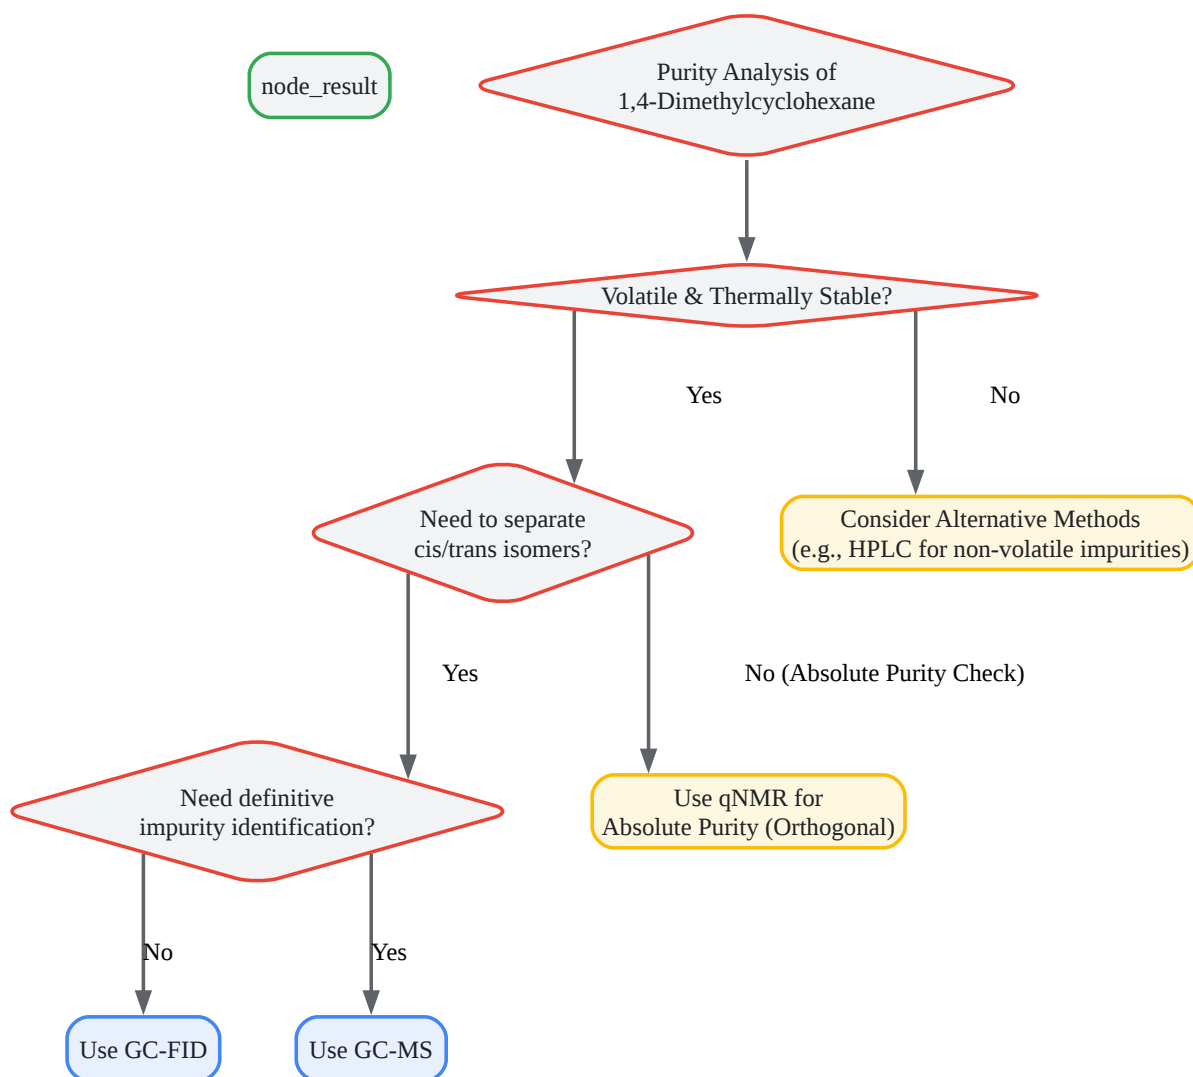 node_result
Purity Analysis of
1,4-Dimethylcyclohexane
Volatile & Thermally Stable?
Yes
No
Need to separate
cis/trans isomers?
Consider Alternative Methods
(e.g., HPLC for non-volatile impurities)
Yes
No (Absolute Purity Check)
Need definitive
impurity identification?
Use qNMR for
Absolute Purity (Orthogonal)
No
Yes
Use GC-FID
Use GC-MS